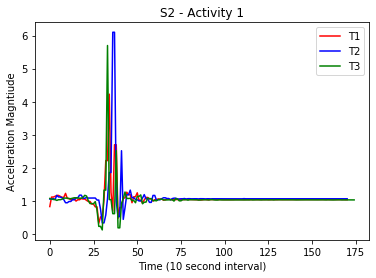 S2 - Activity 1
T1
T2
T3
Acceleration Magntiude
6
5
4
3
2
1
0
0 25 50 75 100 125 150 175
Time (10 second interval)